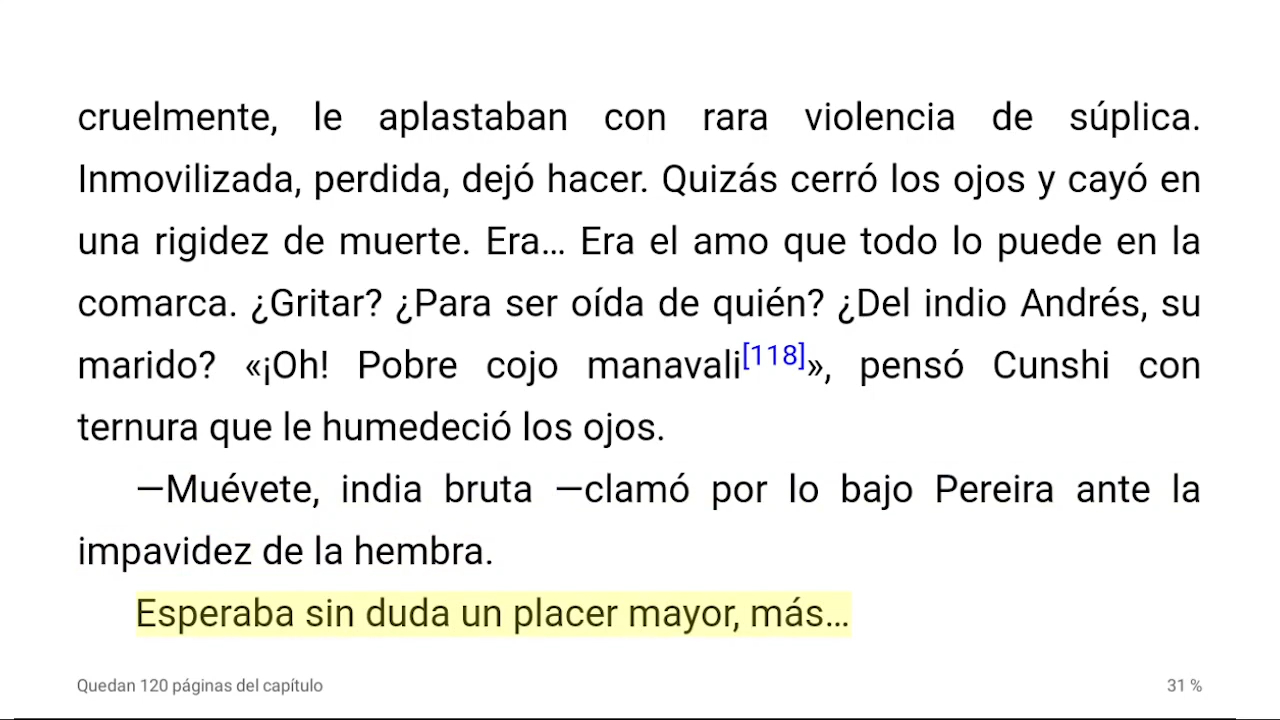 cruelmente, le aplastaban con rara violencia de súplica.
Inmovilizada, perdida, dejó hacer. Quizás cerró los ojos y cayó en
una rigidez de muerte. Era... Era el amo que todo lo puede en la
comarca. ¿Gritar? ¿Para ser oída de quién? ¿Del indio Andrés, su
marido? «¡Oh! Pobre cojo manavali[118]», pensó Cunshi con
ternura que le humedeció los ojos.
—Muévete, india bruta —clamó por lo bajo Pereira ante la
impavidez de la hembra.
Esperaba sin duda un placer mayor, más...
Quedan 120 páginas del capítulo
31 %